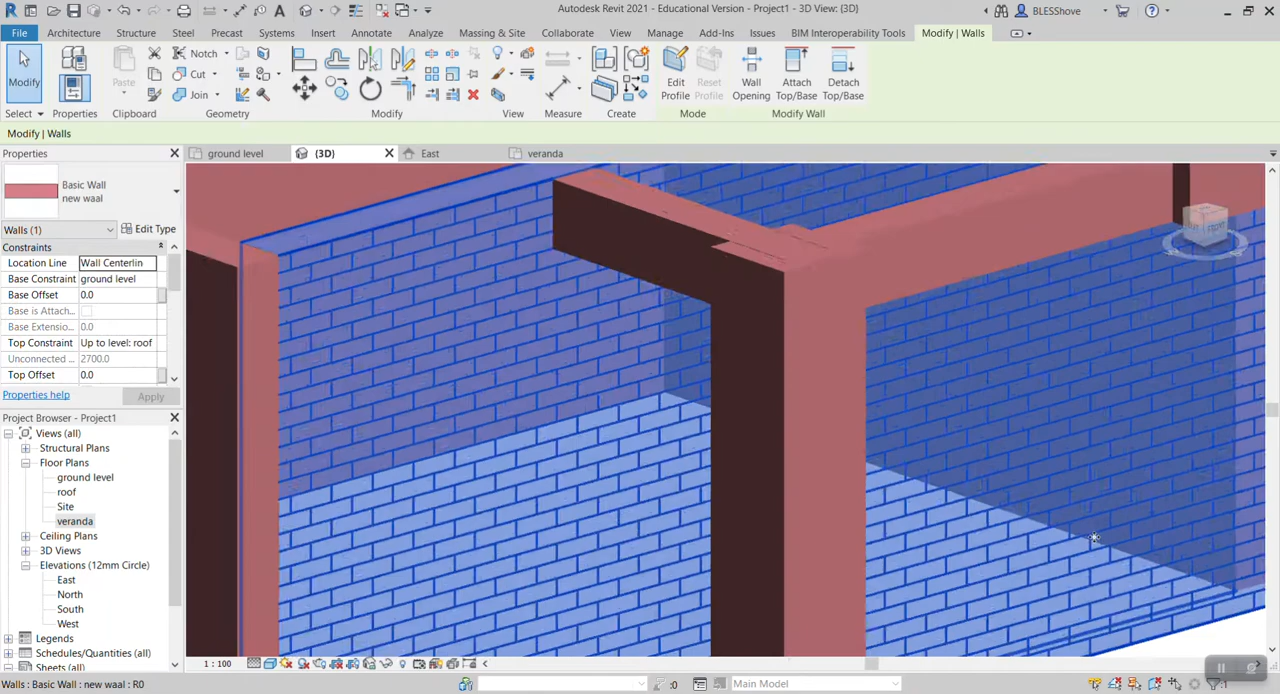 Autodesk Revit 2021 - Educational Version - Project1 - 3D View: {3D}
BLESShove
File Architecture Structure Steel Precast Systems Insert Annotate Analyze Massing & Site Collaborate View Manage Add-Ins Issues BIM Interoperability Tools Modify | Walls
Modify
Paste
Notch
Cut
Join
Edit Profile
Reset Profile
Wall Opening
Attach Top/Base
Detach Top/Base
Select Properties Clipboard Geometry Modify View Measure Create Mode Modify Wall
Modify | Walls
Properties
ground level
{3D}
East
veranda
Basic Wall
new waal
Walls (1)
Edit Type
Constraints
Location Line Wall Centerlin
Base Constraint ground level
Base Offset 0.0
Base is Attach...
Base Extensio... 0.0
Top Constraint Up to level: roof
Unconnected ... 2700.0
Top Offset 0.0
Properties help
Apply
Project Browser - Project1
Views (all)
Structural Plans
Floor Plans
ground level
roof
Site
veranda
Ceiling Plans
3D Views
Elevations (12mm Circle)
East
North
South
West
Legends
Schedules/Quantities (all)
Sheets (all)
1 : 100
Walls : Basic Wall : new waal : R0
:0
Main Model
:1